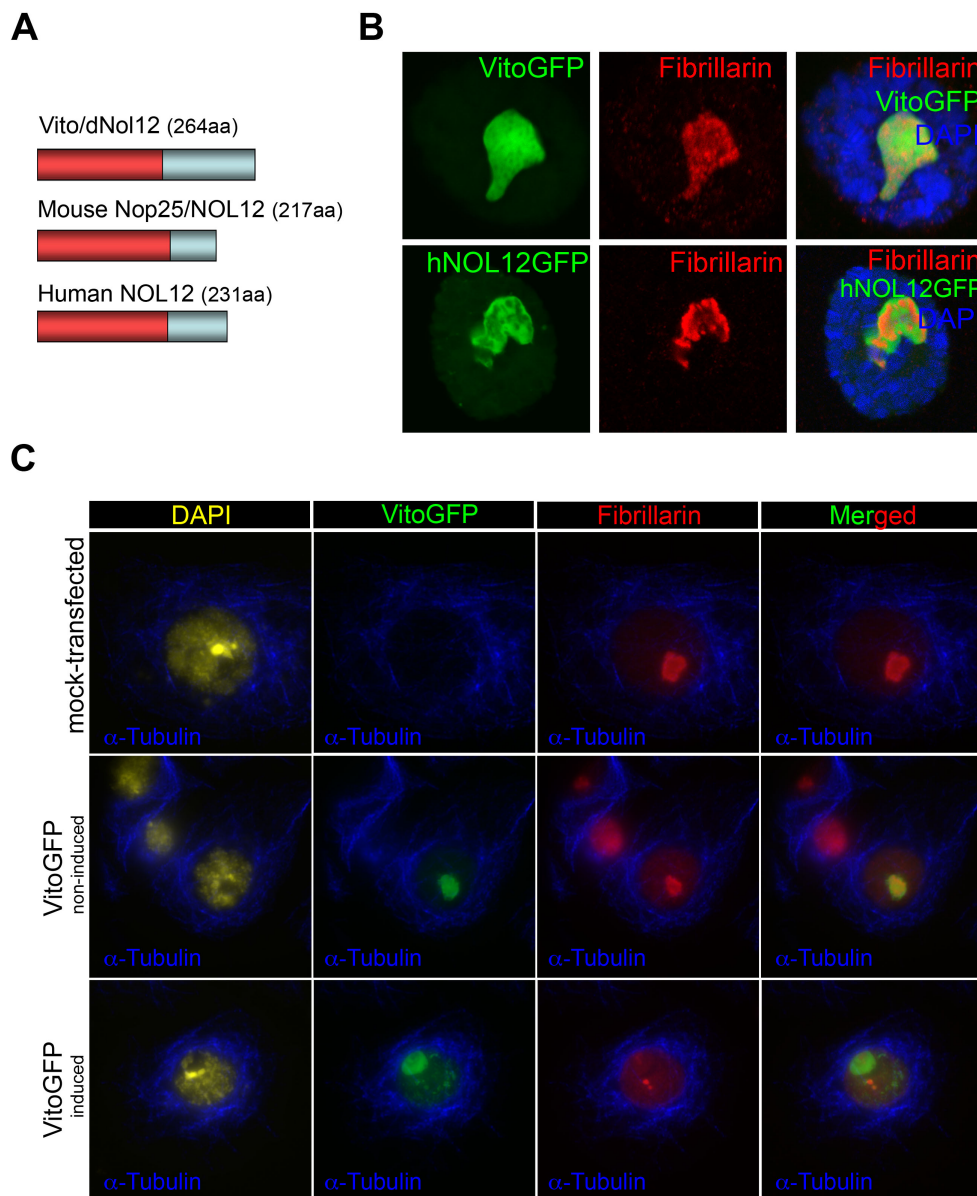 A
B
Vito/dNol12 (264aa)
Mouse Nop25/NOL12 (217aa)
Human NOL12 (231aa)
VitoGFP
Fibrillarin
Fibrillarin
VitoGFP
DAPI
hNOL12GFP
Fibrillarin
Fibrillarin
hNOL12GFP
DAPI
C
DAPI
VitoGFP
Fibrillarin
Merged
mock-transfected
α-Tubulin
α-Tubulin
α-Tubulin
α-Tubulin
VitoGFP
non-induced
α-Tubulin
α-Tubulin
α-Tubulin
α-Tubulin
VitoGFP
induced
α-Tubulin
α-Tubulin
α-Tubulin
α-Tubulin